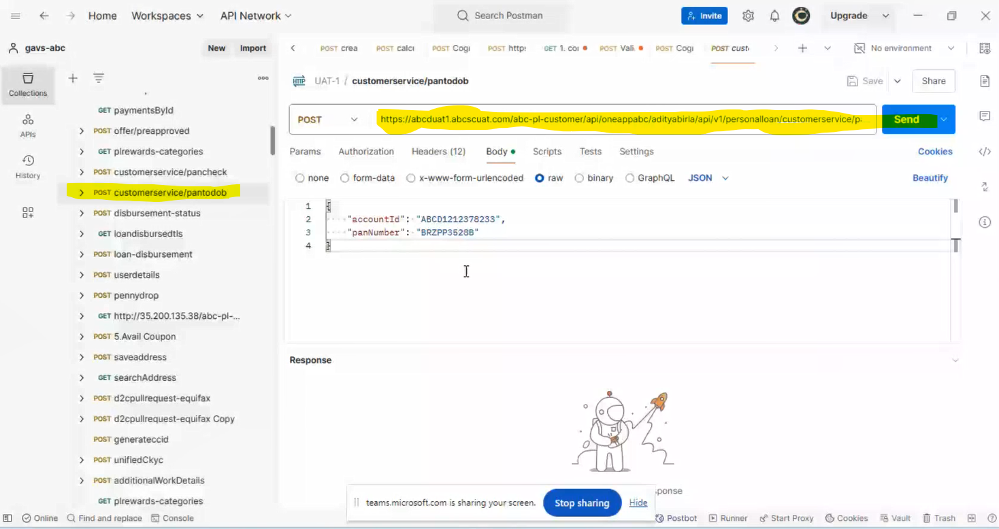 Home Workspaces API Network Search Postman Invite Upgrade
gavs-abc New Import POST crea POST calc POST Cogi POST http: GET 1. coi POST Vali POST Cogi POST cust No environment
Collections
APIs
History
GET paymentsById
POST offer/preapproved
GET plrewards-categories
POST customerservice/pancheck
POST customerservice/pantodob
POST disbursement-status
GET loandisbursedtls
POST loan-disbursement
POST userdetails
POST pennydrop
GET http://35.200.135.38/abc-pl-...
POST 5.Avail Coupon
POST saveaddress
GET searchAddress
POST d2cpullrequest-equifax
POST d2cpullrequest-equifax Copy
POST generateccid
POST unifiedCkyc
POST additionalWorkDetails
GET plrewards-categories
HTTP UAT-1 / customerservice/pantodob Save Share
POST https://abcduat1.abcscuat.com/abc-pl-customer/api/oneappabc/adityabirla/api/v1/personalloan/customerservice/pa... Send
Params Authorization Headers (12) Body Scripts Tests Settings Cookies
none form-data x-www-form-urlencoded raw binary GraphQL JSON Beautify
1 {
2 "accountId": "ABCD1212378233",
3 "panNumber": "BRZPP3528B"
4 }
Response
ponse
teams.microsoft.com is sharing your screen. Stop sharing Hide
Online Find and replace Console Postbot Runner Start Proxy Cookies Vault Trash